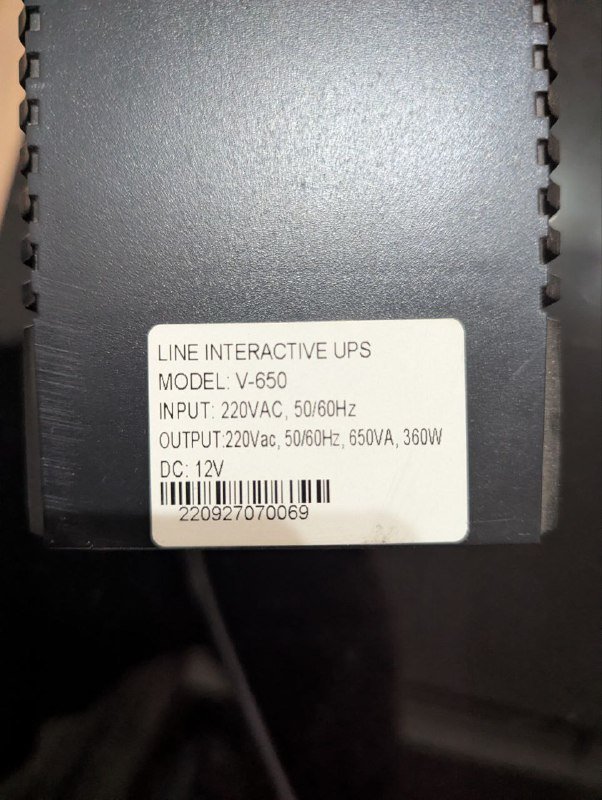 LINE INTERACTIVE UPS
MODEL: V-650
INPUT: 220VAC, 50/60Hz
OUTPUT:220Vac, 50/60Hz, 650VA, 360W
DC: 12V
220927070069